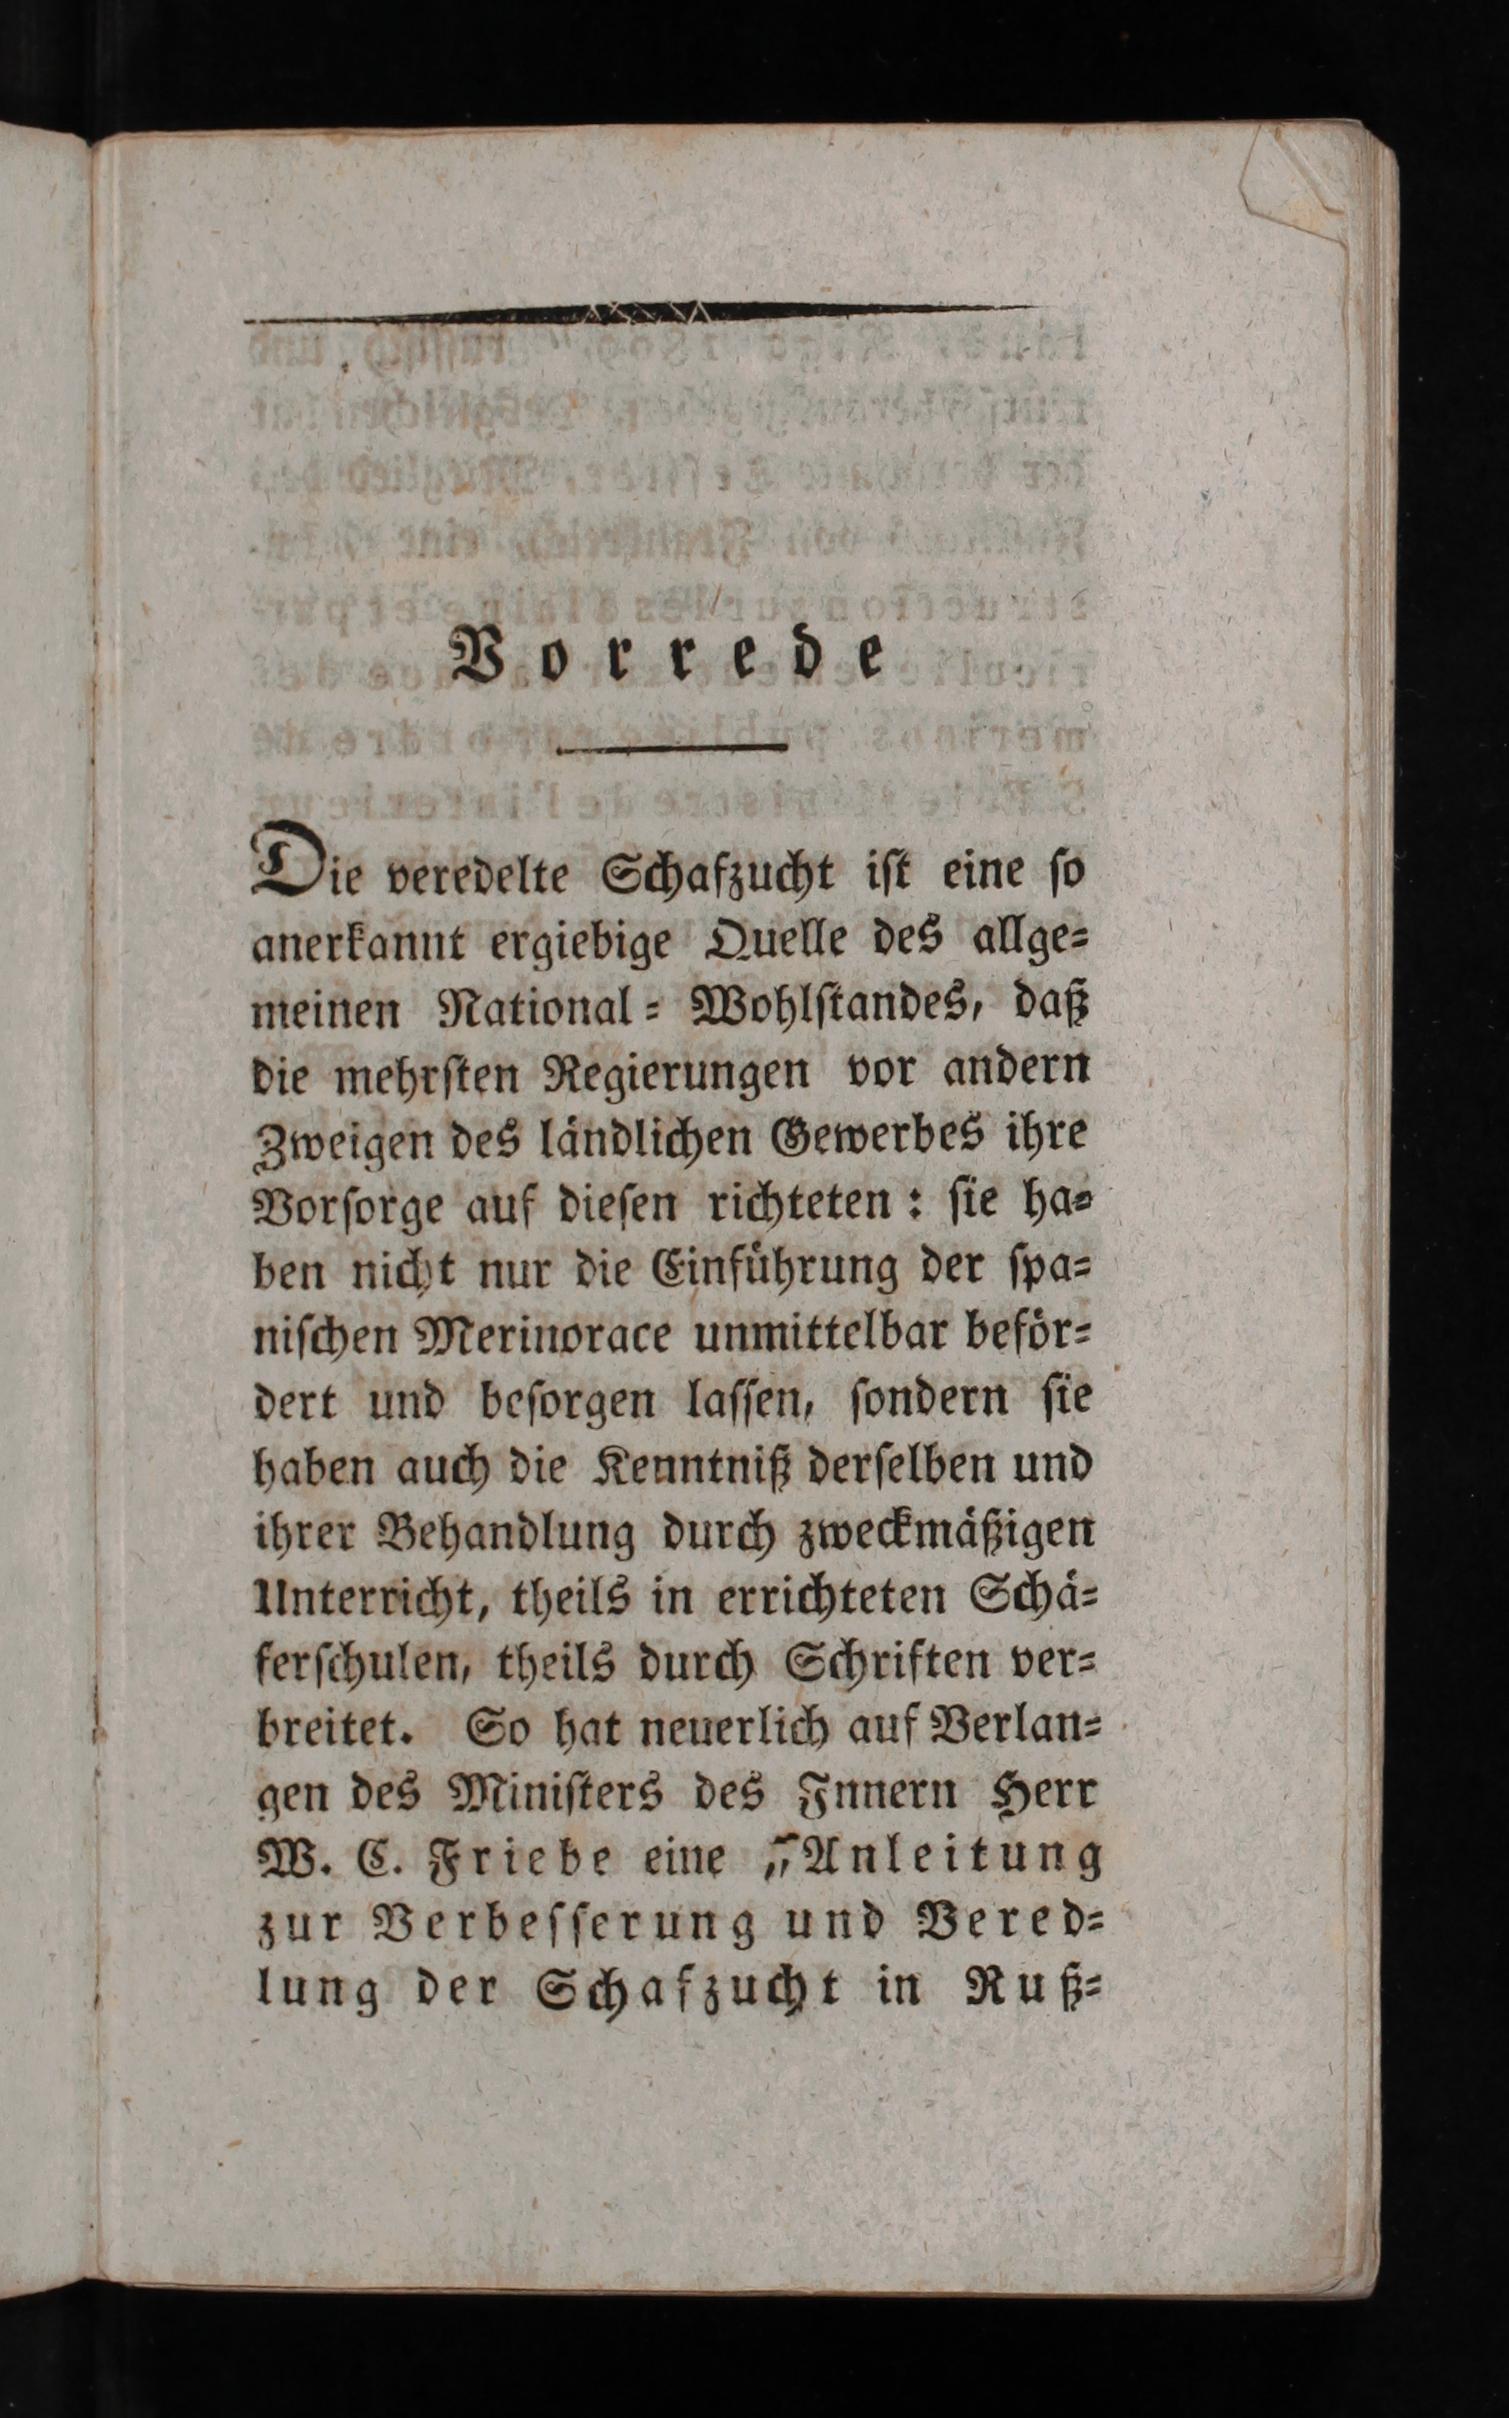 Vorrede
Die veredelte Schafzucht iſt eine ſo
anerkannt ergiebige Quelle des allge⸗
meinen National⸗Wohlſtandes, daß
die mehrſten Regierungen vor andern
Zweigen des ländlichen Gewerbes ihre
Vorſorge auf dieſen richteten: ſie ha⸗
ben nicht nur die Einführung der ſpa⸗
niſchen Merinorace unmittelbar beför⸗
dert und beſorgen laſſen, ſondern ſie
haben auch die Kenntniß derſelben und
ihrer Behandlung durch zweckmäßigen
Unterricht, theils in errichteten Schä⸗
ferſchulen, theils durch Schriften ver⸗
breitet. So hat neuerlich auf Verlan⸗
gen des Miniſters des Innern Herr
W. C. Friebe eine „Anleitung
zur Verbeſſerung und Vered⸗
lung der Schafzucht in Ruß⸗